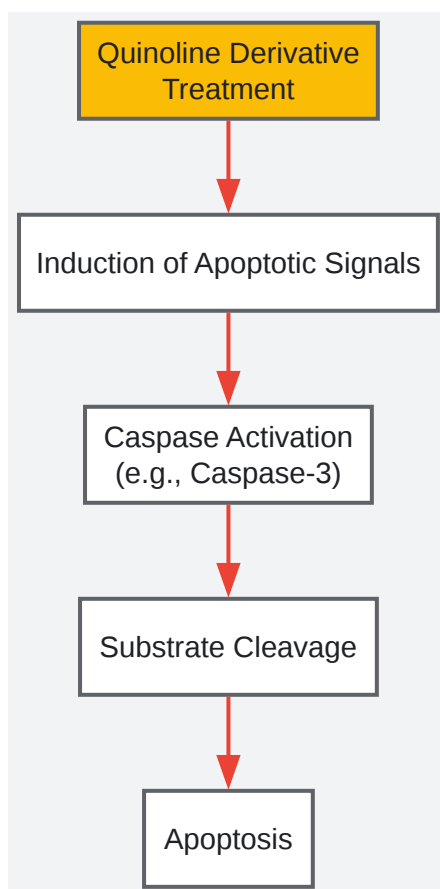 Quinoline Derivative
Treatment
Induction of Apoptotic Signals
Caspase Activation
(e.g., Caspase-3)
Substrate Cleavage
Apoptosis